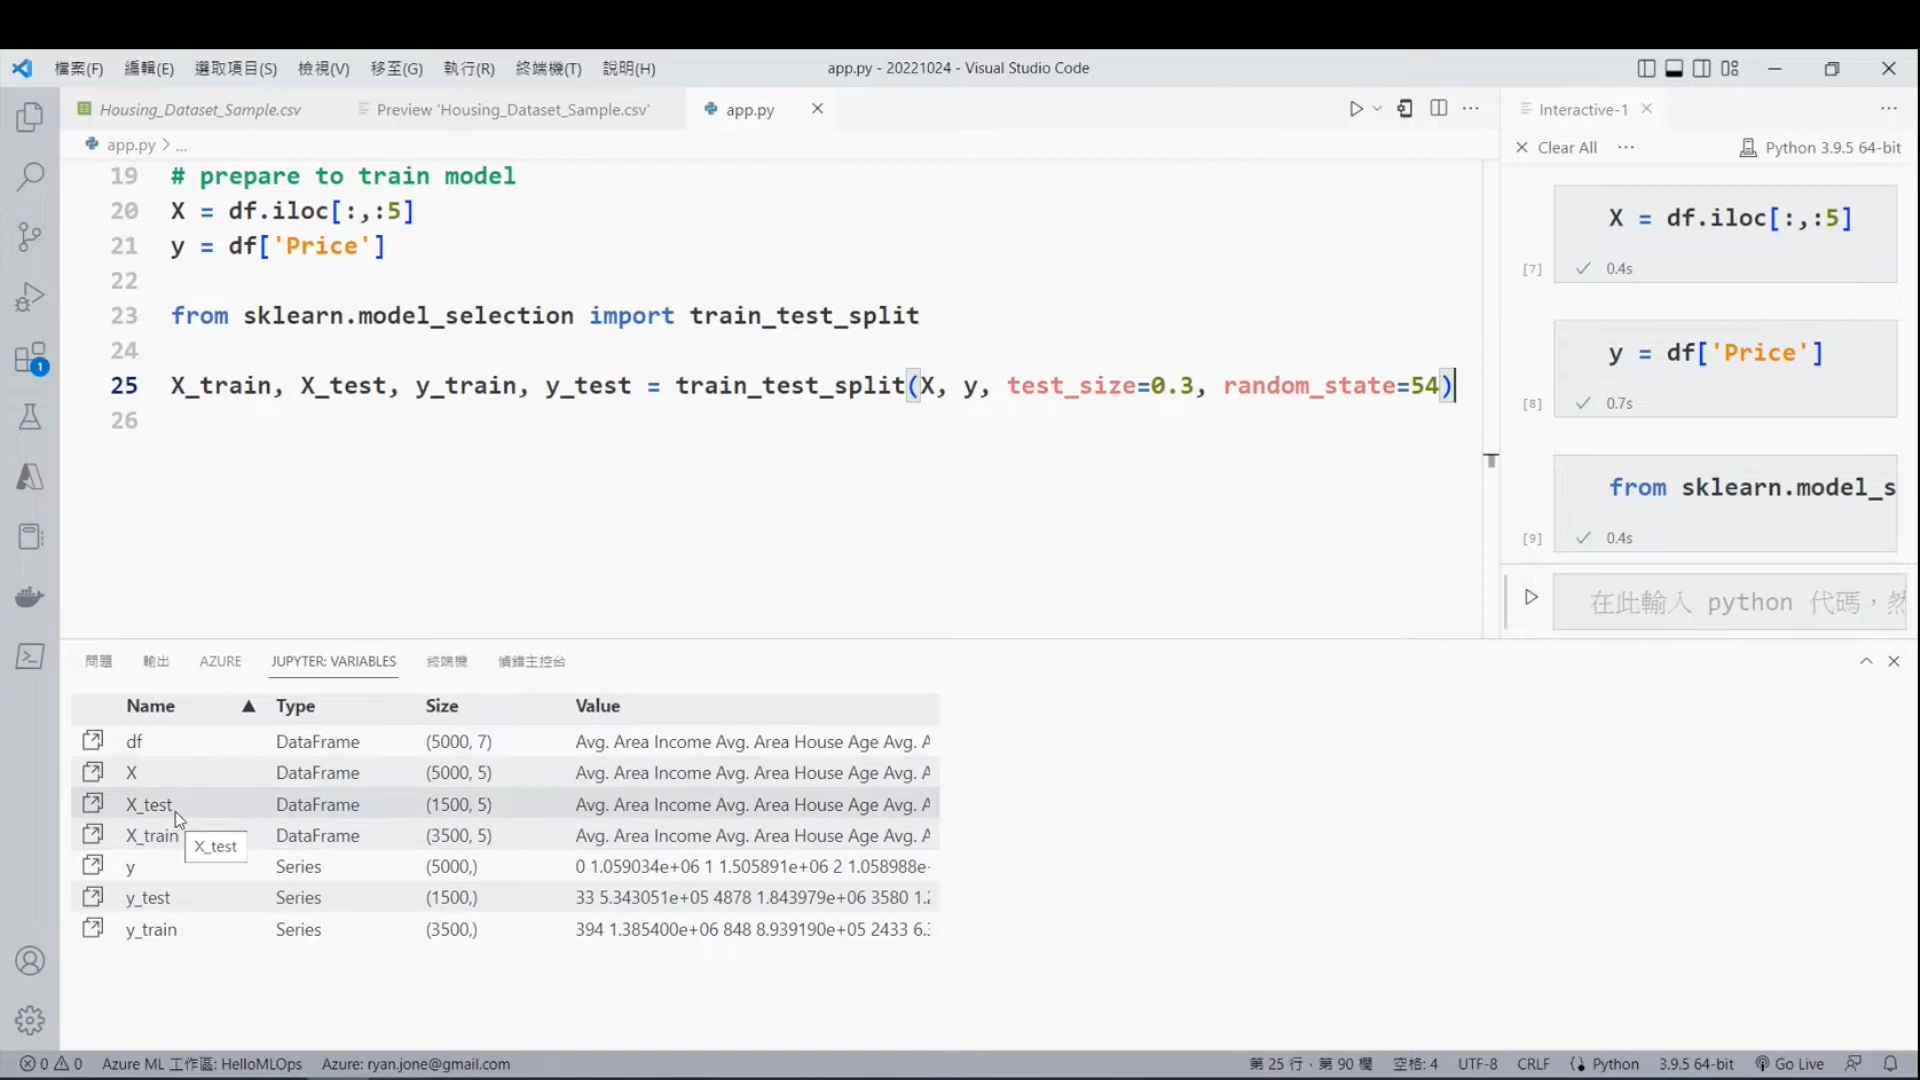 檔案(F) 編輯(E) 選取項目(S) 檢視(V) 移至(G) 執行(R) 終端機(T) 說明(H) app.py - 20221024 - Visual Studio Code
Housing_Dataset_Sample.csv Preview 'Housing_Dataset_Sample.csv' app.py
app.py > ...
19 # prepare to train model
20 X = df.iloc[:,:5]
21 y = df['Price']
22
23 from sklearn.model_selection import train_test_split
24
25 X_train, X_test, y_train, y_test = train_test_split(X, y, test_size=0.3, random_state=54)
26
Interactive-1
Clear All ... Python 3.9.5 64-bit
X = df.iloc[:,:5]
[7] 0.4s
y = df['Price']
[8] 0.7s
from sklearn.model_s
[9] 0.4s
在此輸入 python 代碼，然
1
問題 輸出 AZURE JUPYTER: VARIABLES 終端機 偵錯主控台
Name Type Size Value
df DataFrame (5000, 7) Avg. Area Income Avg. Area House Age Avg. A
X DataFrame (5000, 5) Avg. Area Income Avg. Area House Age Avg. A
X_test DataFrame (1500, 5) Avg. Area Income Avg. Area House Age Avg. A
X_train DataFrame (3500, 5) Avg. Area Income Avg. Area House Age Avg. A
X_test
y Series (5000,) 0 1.059034e+06 1 1.505891e+06 2 1.058988e-
y_test Series (1500,) 33 5.343051e+05 4878 1.843979e+06 3580 1.2
y_train Series (3500,) 394 1.385400e+06 848 8.939190e+05 2433 6.3
0 0 Azure ML 工作區: HelloMLOps Azure: ryan.jone@gmail.com 第 25 行，第 90 欄 空格: 4 UTF-8 CRLF Python 3.9.5 64-bit Go Live